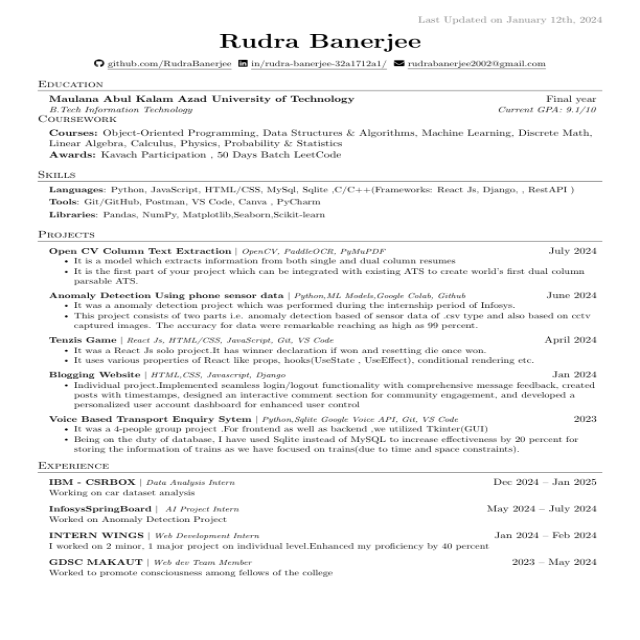 Last Updated on January 12th, 2024
Rudra Banerjee
github.com/RudraBanerjee in/rudra-banerjee-32a1712a1/ rudrabanerjee2002@gmail.com
Education
Maulana Abul Kalam Azad University of Technology Final year
B.Tech Information Technology Current GPA: 9.1/10
Coursework
Courses: Object-Oriented Programming, Data Structures & Algorithms, Machine Learning, Discrete Math,
Linear Algebra, Calculus, Physics, Probability & Statistics
Awards: Kavach Participation , 50 Days Batch LeetCode
Skills
Languages: Python, JavaScript, HTML/CSS, MySql, Sqlite ,C/C++(Frameworks: React Js, Django, , RestAPI )
Tools: Git/GitHub, Postman, VS Code, Canva , PyCharm
Libraries: Pandas, NumPy, Matplotlib,Seaborn,Scikit-learn
Projects
Open CV Column Text Extraction | OpenCV, PaddleOCR, PyMuPDF July 2024
• It is a model which extracts information from both single and dual column resumes
• It is the first part of your project which can be integrated with existing ATS to create world's first dual column
parsable ATS.
Anomaly Detection Using phone sensor data | Python,ML Models,Google Colab, Github June 2024
• It was a anomaly detection project which was performed during the internship period of Infosys.
• This project consists of two parts i.e. anomaly detection based of sensor data of .csv type and also based on cctv
captured images. The accuracy for data were remarkable reaching as high as 99 percent.
Tenzis Game | React Js, HTML/CSS, JavaScript, Git, VS Code April 2024
• It was a React Js solo project.It has winner declaration if won and resetting die once won.
• It uses various properties of React like props, hooks(UseState , UseEffect), conditional rendering etc.
Blogging Website | HTML,CSS, Javascript, Django Jan 2024
• Individual project.Implemented seamless login/logout functionality with comprehensive message feedback, created
posts with timestamps, designed an interactive comment section for community engagement, and developed a
personalized user account dashboard for enhanced user control
Voice Based Transport Enquiry Sytem | Python,Sqlite Google Voice API, Git, VS Code 2023
• It was a 4-people group project .For frontend as well as backend ,we utilized Tkinter(GUI)
• Being on the duty of database, I have used Sqlite instead of MySQL to increase effectiveness by 20 percent for
storing the information of trains as we have focused on trains(due to time and space constraints).
Experience
IBM - CSRBOX | Data Analysis Intern Dec 2024 – Jan 2025
Working on car dataset analysis
InfosysSpringBoard | AI Project Intern May 2024 – July 2024
Worked on Anomaly Detection Project
INTERN WINGS | Web Development Intern Jan 2024 – Feb 2024
I worked on 2 minor, 1 major project on individual level.Enhanced my proficiency by 40 percent
GDSC MAKAUT | Web dev Team Member 2023 – May 2024
Worked to promote consciousness among fellows of the college